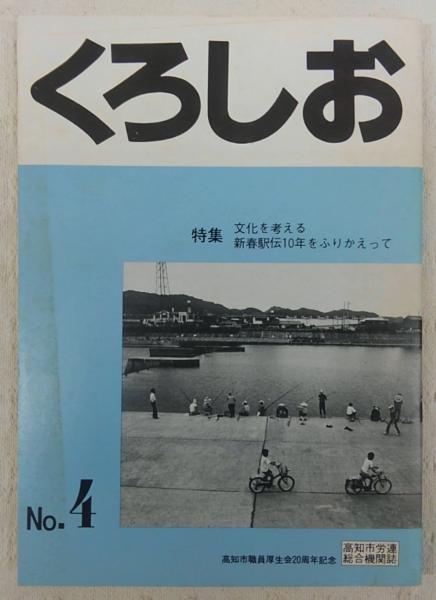 くろしお
特集
文化を考える
新春駅伝10年をふりかえって
No.4
高知市職員厚生会20周年記念
高知市労連
総合機関誌